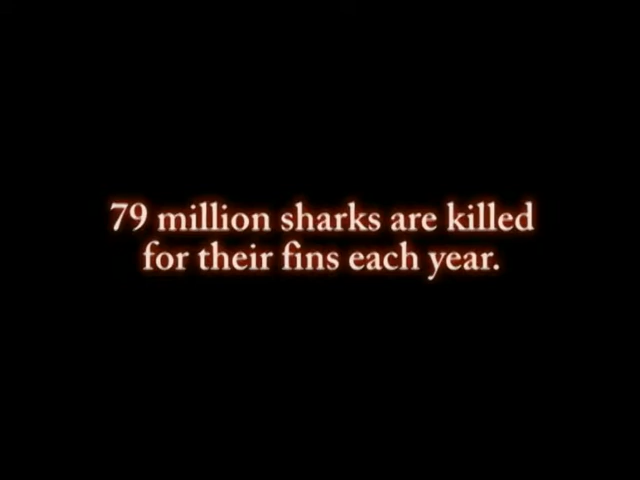 79 million sharks are killed
for their fins each year.